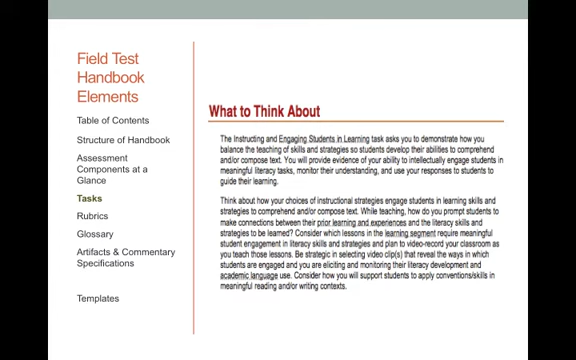 Field Test
Handbook
Elements
Table of Contents
Structure of Handbook
Assessment
Components at a
Glance
Tasks
Rubrics
Glossary
Artifacts & Commentary
Specifications
Templates
What to Think About
The Instructing and Engaging Students in Learning task asks you to demonstrate how you
balance the teaching of skills and strategies so students develop their abilities to comprehend
and/or compose text. You will provide evidence of your ability to intellectually engage students in
meaningful literacy tasks, monitor their understanding, and use your responses to students to
guide their learning.
Think about how your choices of instructional strategies engage students in learning skills and
strategies to comprehend and/or compose text. While teaching, how do you prompt students to
make connections between their prior learning and experiences and the literacy skills and
strategies to be learned? Consider which lessons in the learning segment require meaningful
student engagement in literacy skills and strategies and plan to video-record your classroom as
you teach those lessons. Be strategic in selecting video clip(s) that reveal the ways in which
students are engaged and you are eliciting and monitoring their literacy development and
academic language use. Consider how you will support students to apply conventions/skills in
meaningful reading and/or writing contexts.